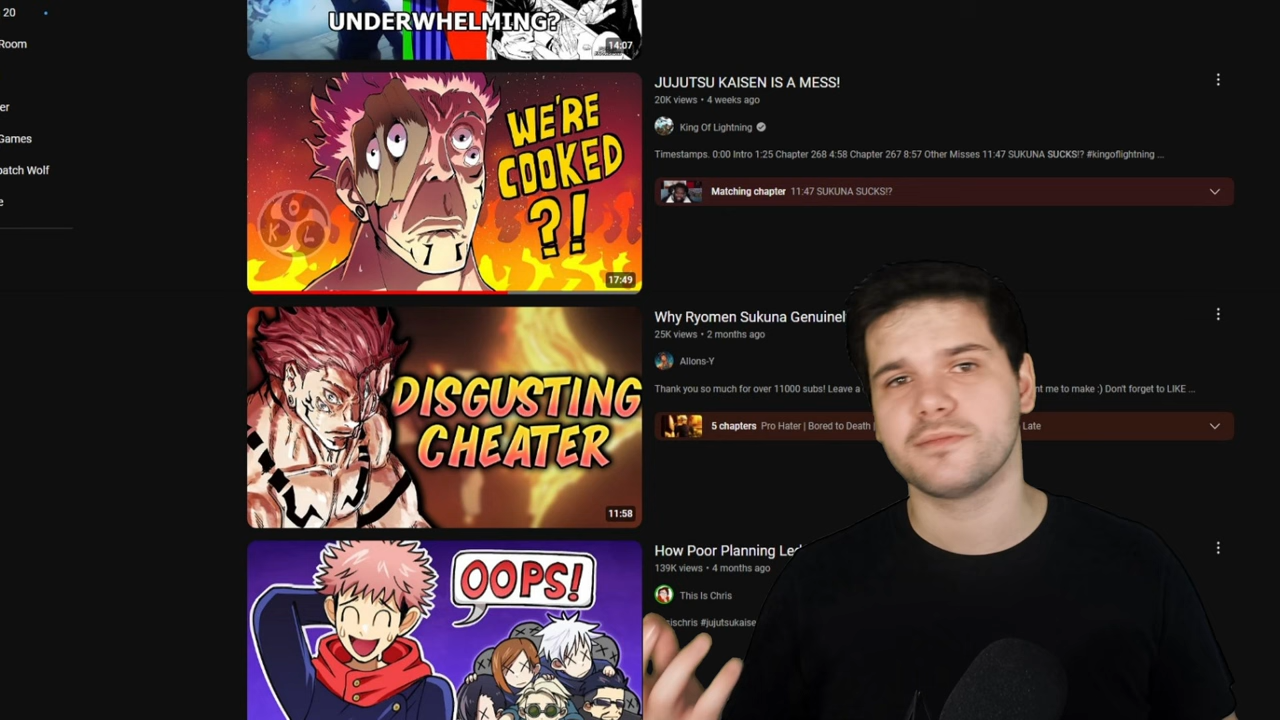 20
Room
er
Games
patch Wolf
e
UNDERWHELMING?
14:07
WE'RE
COOKED
?!
O
K L
17:49
JUJUTSU KAISEN IS A MESS!
20K views • 4 weeks ago
King Of Lightning
Timestamps. 0:00 Intro 1:25 Chapter 268 4:58 Chapter 267 8:57 Other Misses 11:47 SUKUNA SUCKS!? #kingoflightning ...
Matching chapter 11:47 SUKUNA SUCKS!?
DISGUSTING
CHEATER
11:58
Why Ryomen Sukuna Genuinel
25K views • 2 months ago
Allons-Y
Thank you so much for over 11000 subs! Leave a nt me to make :) Don't forget to LIKE ...
5 chapters Pro Hater | Bored to Death Late
OOPS!
How Poor Planning Led
139K views • 4 months ago
This Is Chris
sischris #jujutsukaise